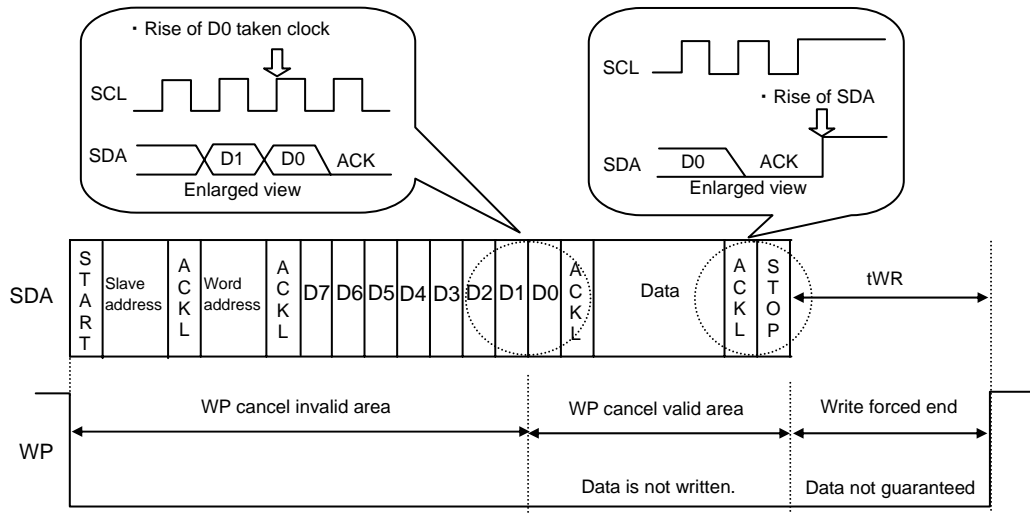 ・ Rise of D0 taken clock
SCL
SDA
D1
D0
ACK
Enlarged view
SCL
・ Rise of SDA
SDA
D0
ACK
Enlarged view
SDA
START
Slave address
ACKL
Word address
ACKL
D7
D6
D5
D4
D3
D2
D1
D0
ACKL
Data
ACKL
STOP
tWR
WP
WP cancel invalid area
WP cancel valid area
Write forced end
Data is not written.
Data not guaranteed